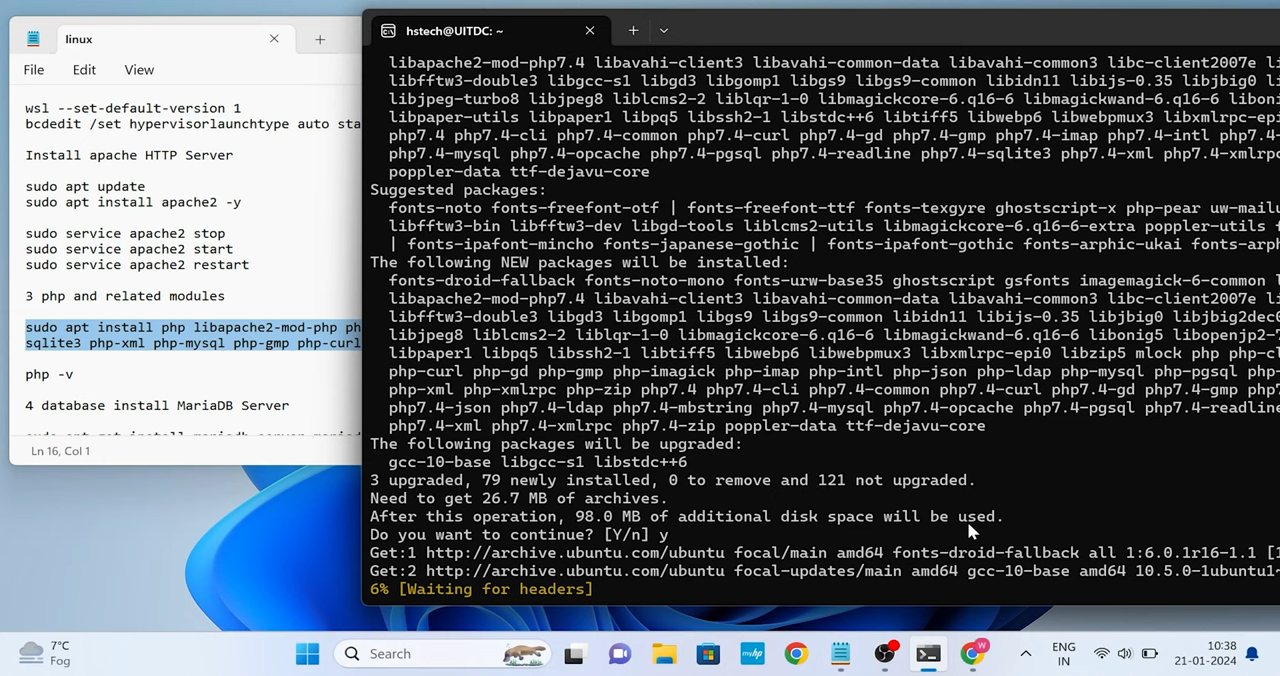 linux
File Edit View
wsl --set-default-version 1
bcdedit /set hypervisorlaunchtype auto sta
Install apache HTTP Server
sudo apt update
sudo apt install apache2 -y
sudo service apache2 stop
sudo service apache2 start
sudo service apache2 restart
3 php and related modules
sudo apt install php libapache2-mod-php ph
sqlite3 php-xml php-mysql php-gmp php-curl
php -v
4 database install MariaDB Server
Ln 16, Col 1
hstech@UITDC: ~
libapache2-mod-php7.4 libavahi-client3 libavahi-common-data libavahi-common3 libc-client2007e li
libfftw3-double3 libgcc-s1 libgd3 libgomp1 libgs9 libgs9-common libidn11 libijs-0.35 libjbig0 li
libjpeg-turbo8 libjpeg8 liblcms2-2 liblqr-1-0 libmagickcore-6.q16-6 libmagickwand-6.q16-6 liboni
libpaper-utils libpaper1 libpq5 libssh2-1 libstdc++6 libtiff5 libwebp6 libwebpmux3 libxmlrpc-epi
php7.4 php7.4-cli php7.4-common php7.4-curl php7.4-gd php7.4-gmp php7.4-imap php7.4-intl php7.4-
php7.4-mysql php7.4-opcache php7.4-pgsql php7.4-readline php7.4-sqlite3 php7.4-xml php7.4-xmlrpc
poppler-data ttf-dejavu-core
Suggested packages:
fonts-noto fonts-freefont-otf | fonts-freefont-ttf fonts-texgyre ghostscript-x php-pear uw-mailu
libfftw3-bin libfftw3-dev libgd-tools liblcms2-utils libmagickcore-6.q16-6-extra poppler-utils f
| fonts-ipafont-mincho fonts-japanese-gothic | fonts-ipafont-gothic fonts-arphic-ukai fonts-arph
The following NEW packages will be installed:
fonts-droid-fallback fonts-noto-mono fonts-urw-base35 ghostscript gsfonts imagemagick-6-common l
libapache2-mod-php7.4 libavahi-client3 libavahi-common-data libavahi-common3 libc-client2007e li
libfftw3-double3 libgd3 libgomp1 libgs9 libgs9-common libidn11 libijs-0.35 libjbig0 libjbig2dec0
libjpeg8 liblcms2-2 liblqr-1-0 libmagickcore-6.q16-6 libmagickwand-6.q16-6 libonig5 libopenjp2-7
libpaper1 libpq5 libssh2-1 libtiff5 libwebp6 libwebpmux3 libxmlrpc-epi0 libzip5 mlock php php-cl
php-curl php-gd php-gmp php-imagick php-imap php-intl php-json php-ldap php-mysql php-pgsql php-
php-xml php-xmlrpc php-zip php7.4 php7.4-cli php7.4-common php7.4-curl php7.4-gd php7.4-gmp php7
php7.4-json php7.4-ldap php7.4-mbstring php7.4-mysql php7.4-opcache php7.4-pgsql php7.4-readline
php7.4-xml php7.4-xmlrpc php7.4-zip poppler-data ttf-dejavu-core
The following packages will be upgraded:
gcc-10-base libgcc-s1 libstdc++6
3 upgraded, 79 newly installed, 0 to remove and 121 not upgraded.
Need to get 26.7 MB of archives.
After this operation, 98.0 MB of additional disk space will be used.
Do you want to continue? [Y/n] y
Get:1 http://archive.ubuntu.com/ubuntu focal/main amd64 fonts-droid-fallback all 1:6.0.1r16-1.1 [1
Get:2 http://archive.ubuntu.com/ubuntu focal-updates/main amd64 gcc-10-base amd64 10.5.0-1ubuntu1~
6% [Waiting for headers]
7°C
Fog
Search
myhp
W
ENG
IN
10:38
21-01-2024